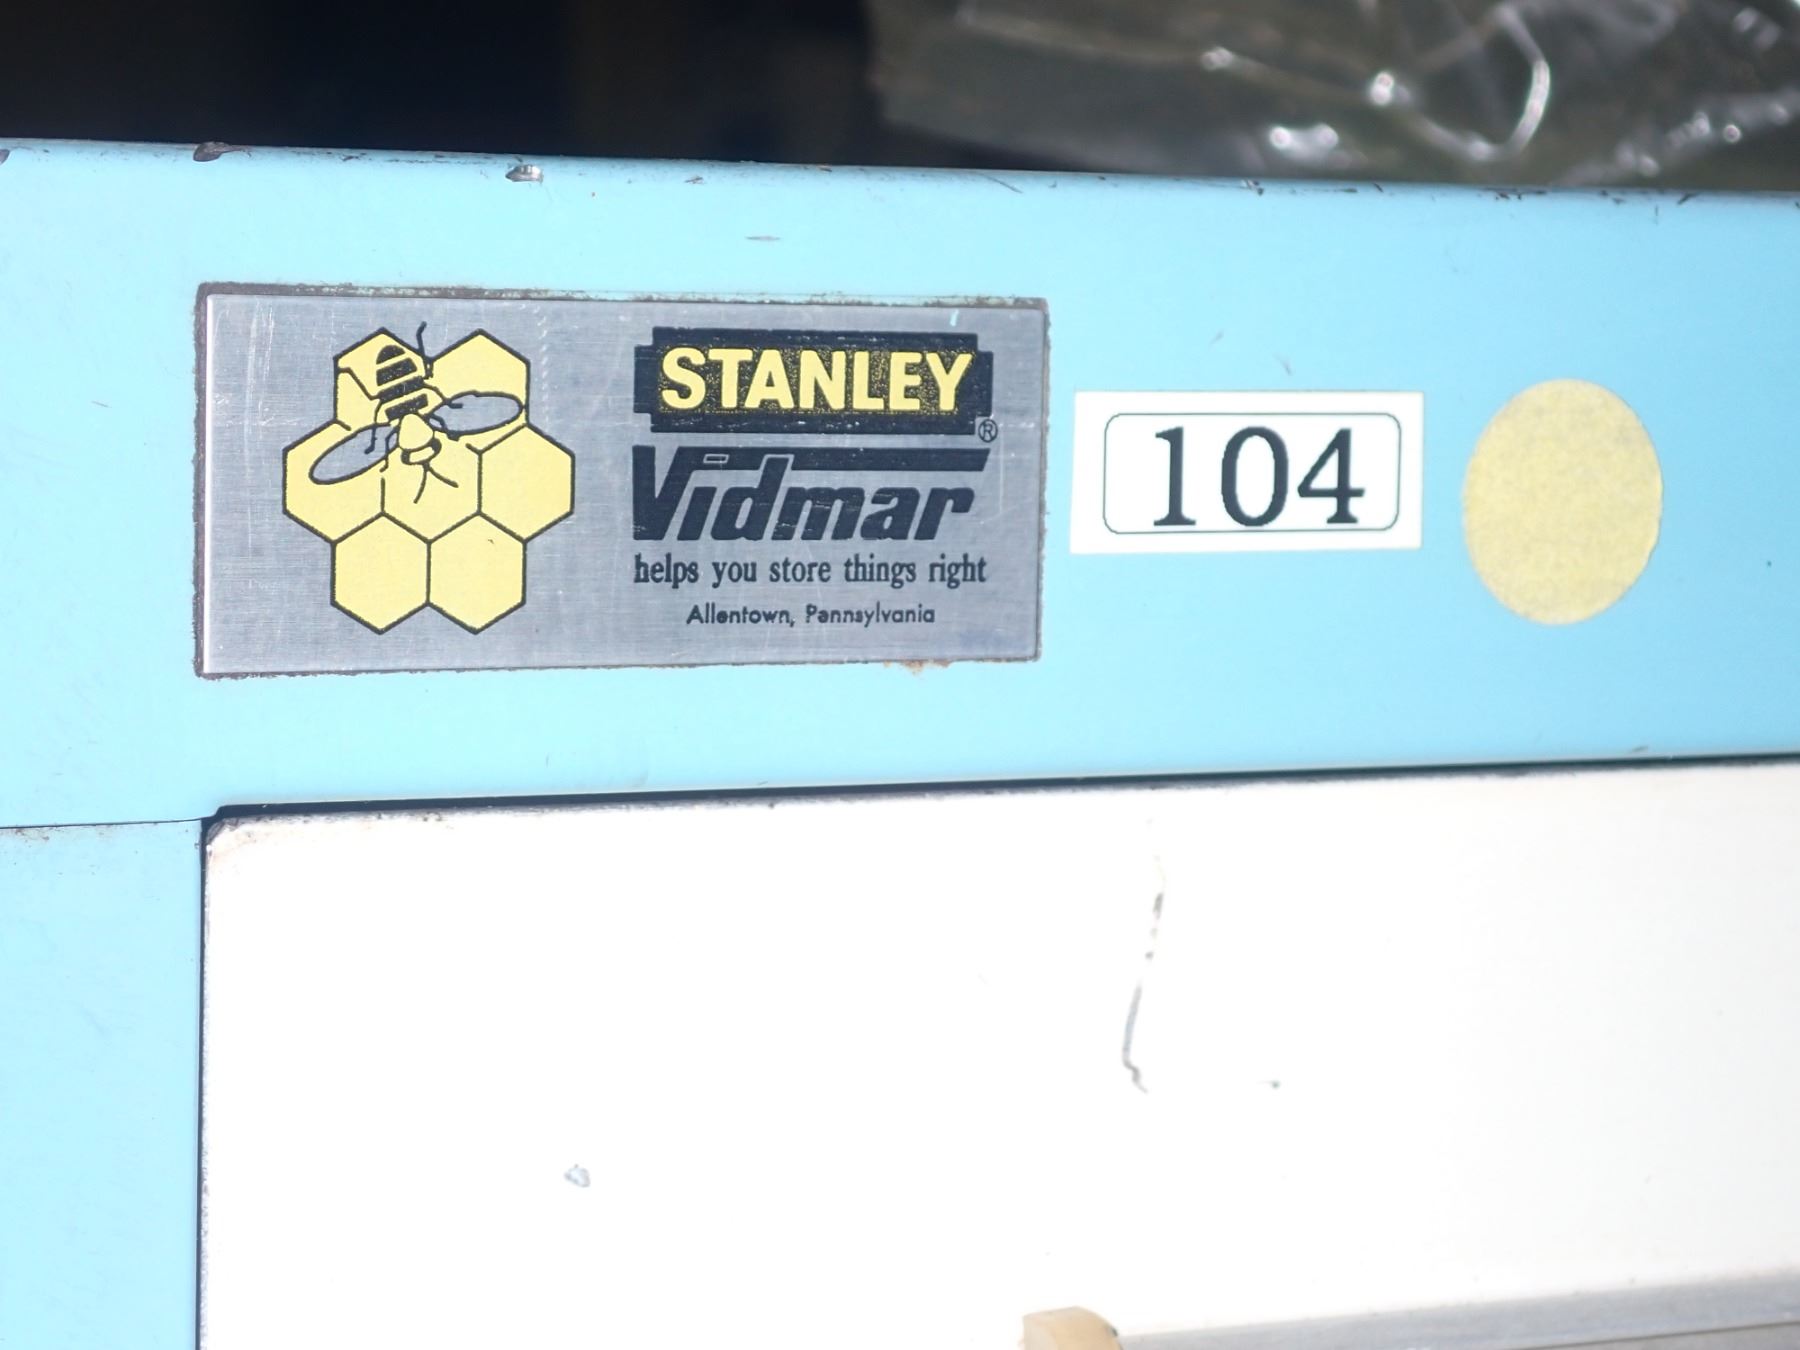 STANLEY®
Vidmar
helps you store things right
Allentown, Pennsylvania
104